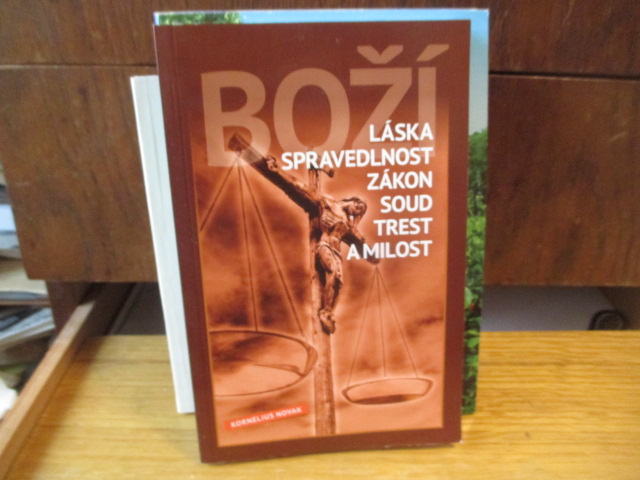 BOŽÍ
LÁSKA
SPRAVEDLNOST
ZÁKON
SOUD
TREST
A MILOST
KORNELIUS NOVAK